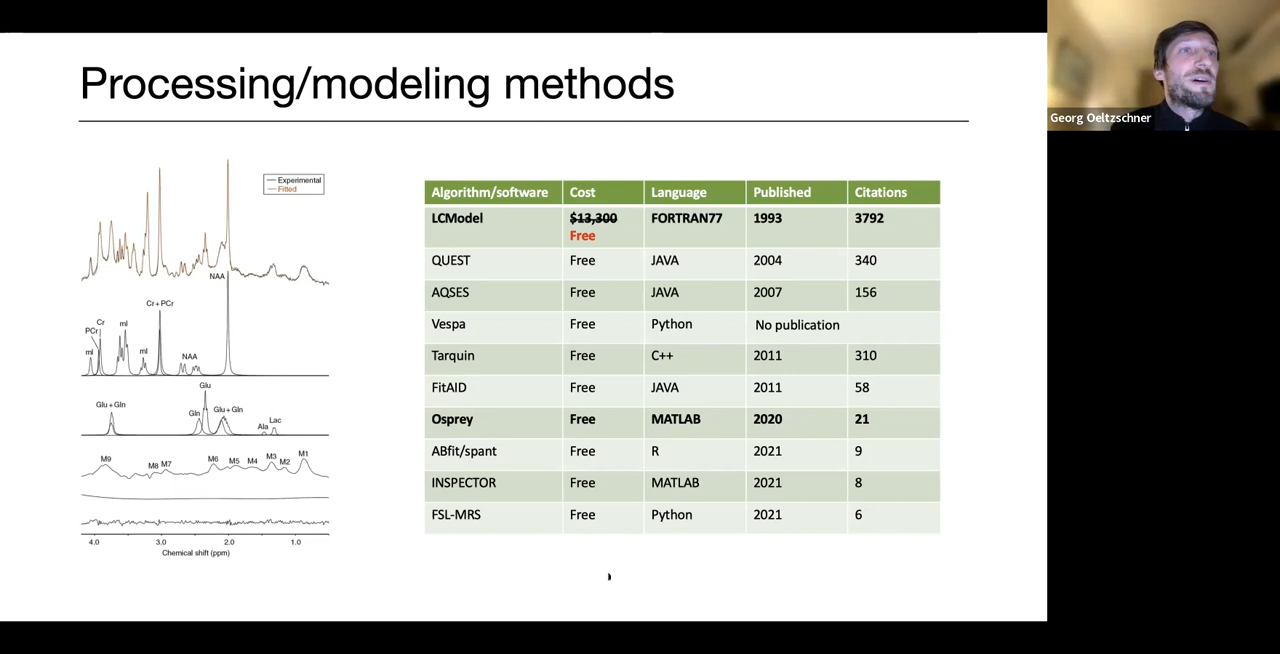 Processing/modeling methods
Georg Oeltzschner
Experimental
Fitted
NAA
Cr + PCr
Cr
PCr
mI
mI
mI
NAA
Glu
Glu + Gln
Gln
Glu + Gln
Ala
Lac
M9
M8
M7
M6
M5
M4
M3
M2
M1
4.0 3.0 2.0 1.0
Chemical shift (ppm)
Algorithm/software Cost Language Published Citations
LCModel $13,300 FORTRAN77 1993 3792
Free
QUEST Free JAVA 2004 340
AQSES Free JAVA 2007 156
Vespa Free Python No publication
Tarquin Free C++ 2011 310
FitAID Free JAVA 2011 58
Osprey Free MATLAB 2020 21
ABfit/spant Free R 2021 9
INSPECTOR Free MATLAB 2021 8
FSL-MRS Free Python 2021 6